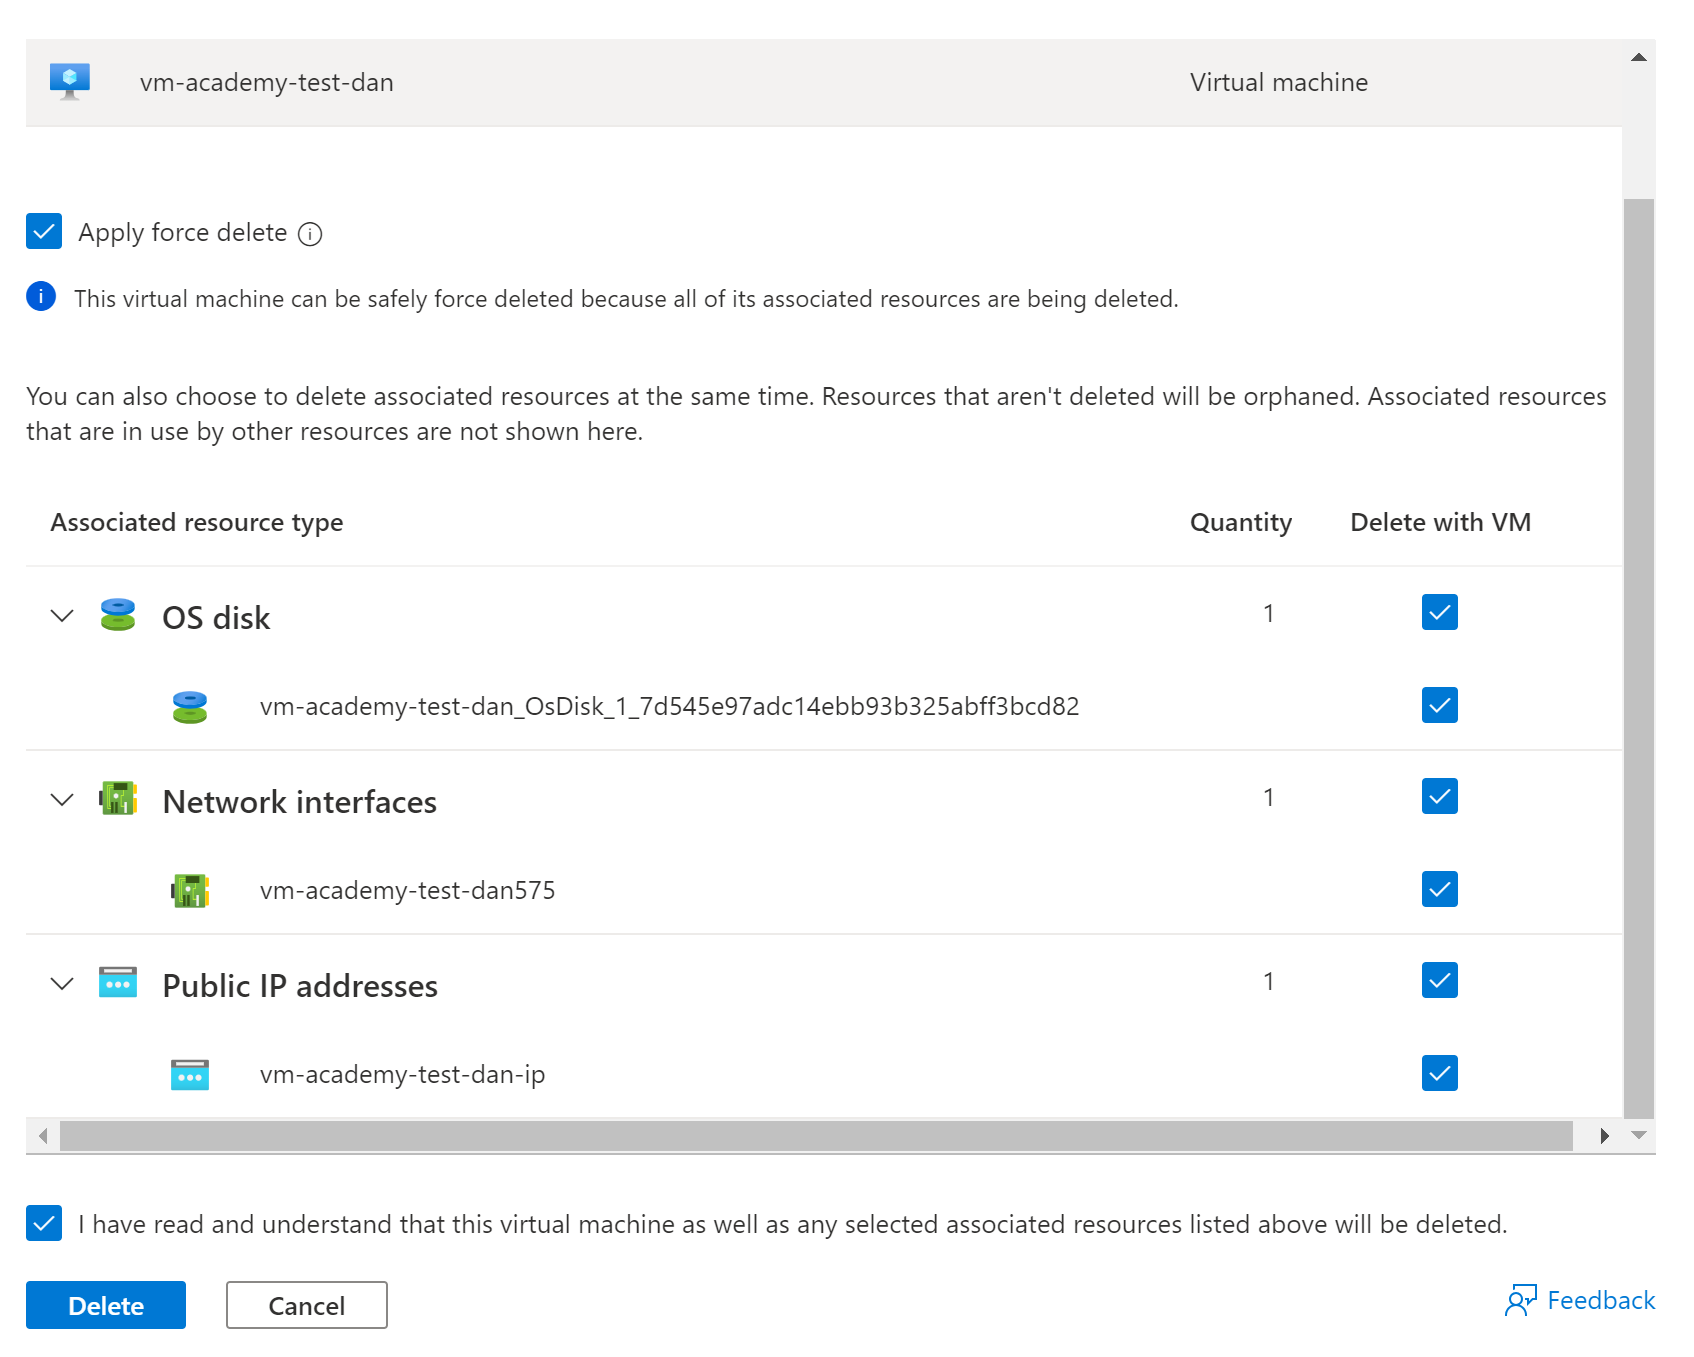 vm-academy-test-dan Virtual machine
Apply force delete
This virtual machine can be safely force deleted because all of its associated resources are being deleted.
You can also choose to delete associated resources at the same time. Resources that aren't deleted will be orphaned. Associated resources
that are in use by other resources are not shown here.
Associated resource type Quantity Delete with VM
OS disk 1
vm-academy-test-dan_OsDisk_1_7d545e97adc14ebb93b325abff3bcd82
Network interfaces 1
vm-academy-test-dan575
Public IP addresses 1
vm-academy-test-dan-ip
I have read and understand that this virtual machine as well as any selected associated resources listed above will be deleted.
Delete Cancel Feedback